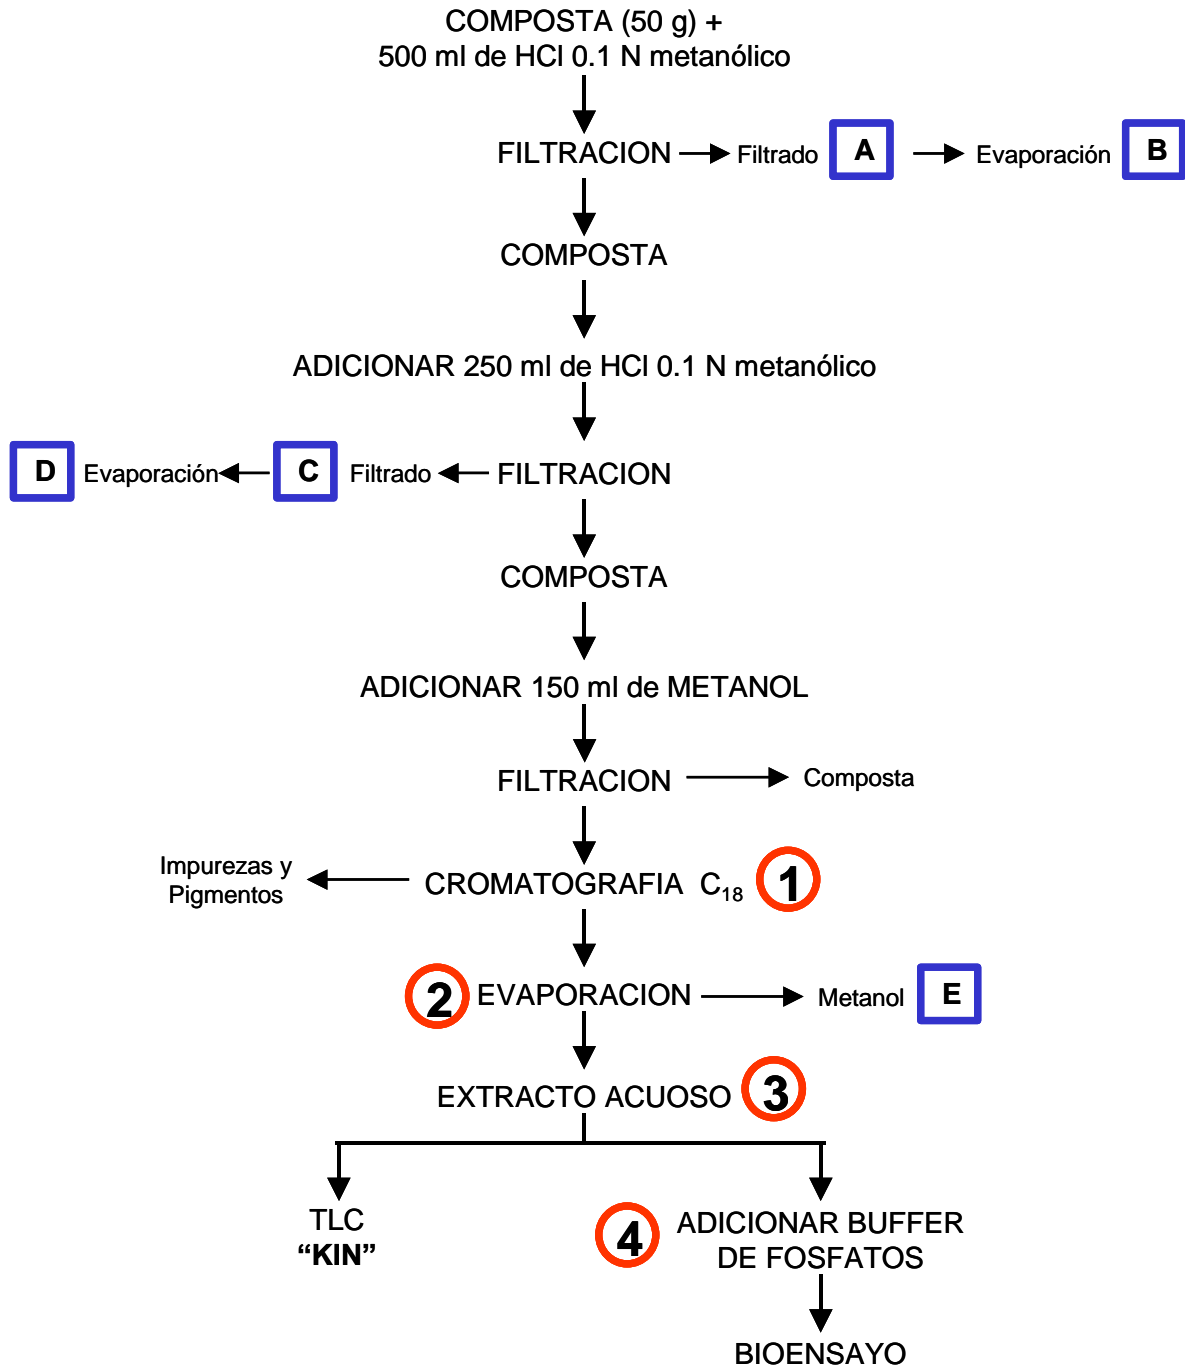 COMPOSTA (50 g) +
500 ml de HCl 0.1 N metanólico
FILTRACION
Filtrado
A
Evaporación
B
COMPOSTA
ADICIONAR 250 ml de HCl 0.1 N metanólico
D
Evaporación
C
Filtrado
FILTRACION
COMPOSTA
ADICIONAR 150 ml de METANOL
FILTRACION
Composta
Impurezas y
Pigmentos
CROMATOGRAFIA C18
1
2
EVAPORACION
Metanol
E
EXTRACTO ACUOSO
3
TLC
“KIN”
4
ADICIONAR BUFFER
DE FOSFATOS
BIOENSAYO